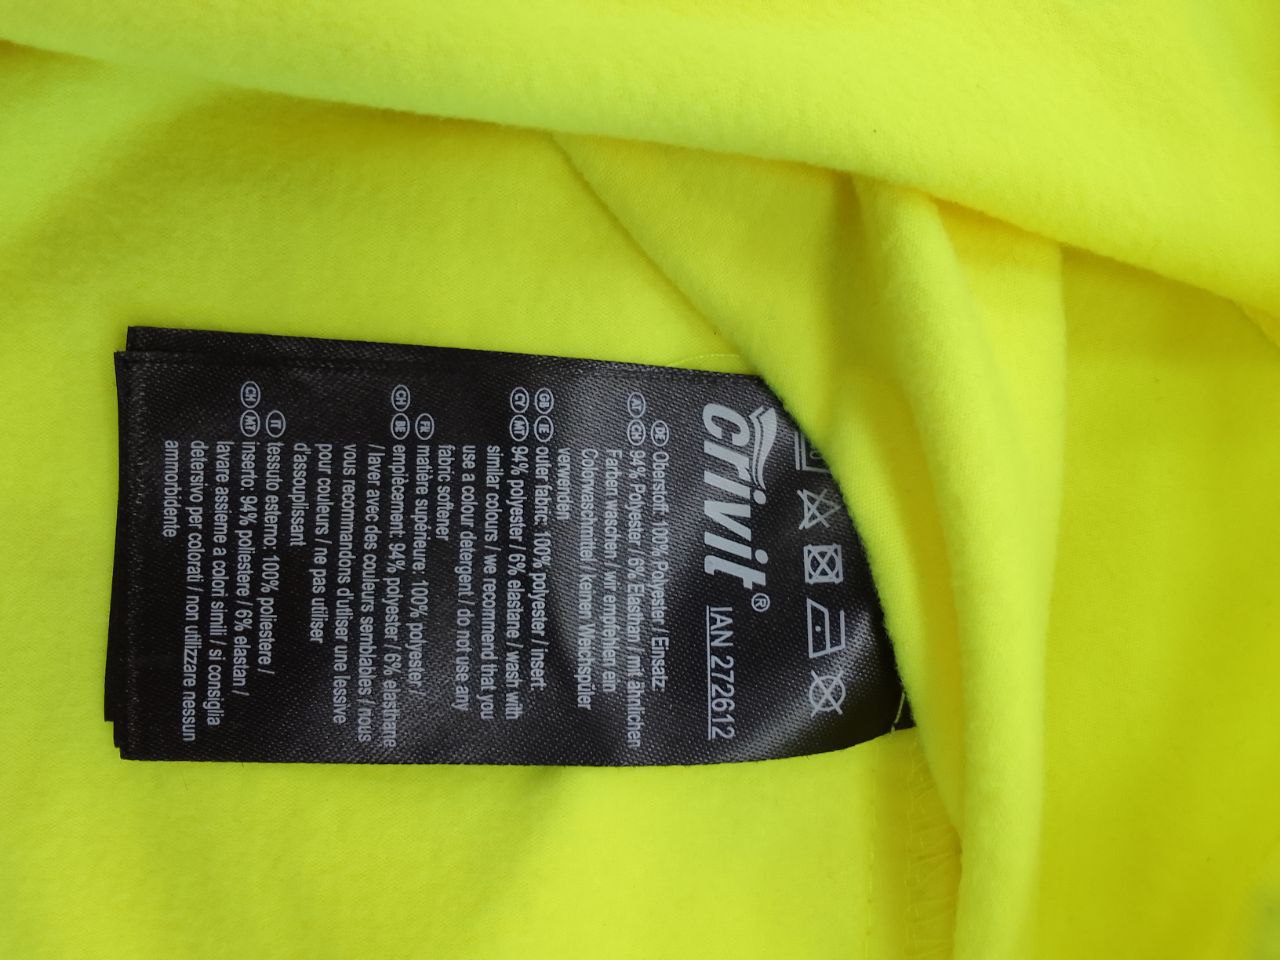 crivit® IAN 272612
DE Oberstoff: 100% Polyester / Einsatz:
AT CH 94% Polyester / 6% Elasthan / mit ähnlichen
Farben waschen / wir empfehlen ein
Colorwaschmittel / keinen Weichspüler
verwenden
GB IE outer fabric: 100% polyester / insert:
CY MT 94% polyester / 6% elastane / wash with
similar colours / we recommend that you
use a colour detergent / do not use any
fabric softener
FR matière supérieure: 100% polyester /
CH BE empiècement: 94% polyester / 6% élasthane
/ laver avec des couleurs semblables / nous
vous recommandons d'utiliser une lessive
pour couleurs / ne pas utiliser
d'assouplissant
IT tessuto esterno: 100% poliestere /
CH MT inserto: 94% poliestere / 6% elastan /
lavare assieme a colori simili / si consiglia
detersivo per colorati / non utilizzare nessun
ammorbidente